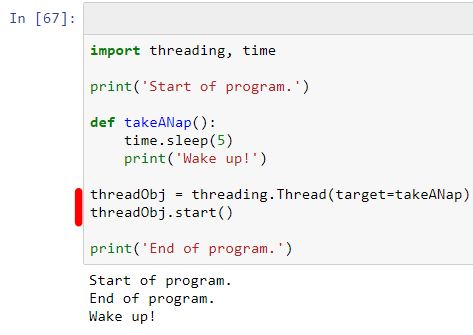 In [67]:
import threading, time
print('Start of program.')
def takeANap():
    time.sleep(5)
    print('Wake up!')
threadObj = threading.Thread(target=takeANap)
threadObj.start()
print('End of program.')
Start of program.
End of program.
Wake up!